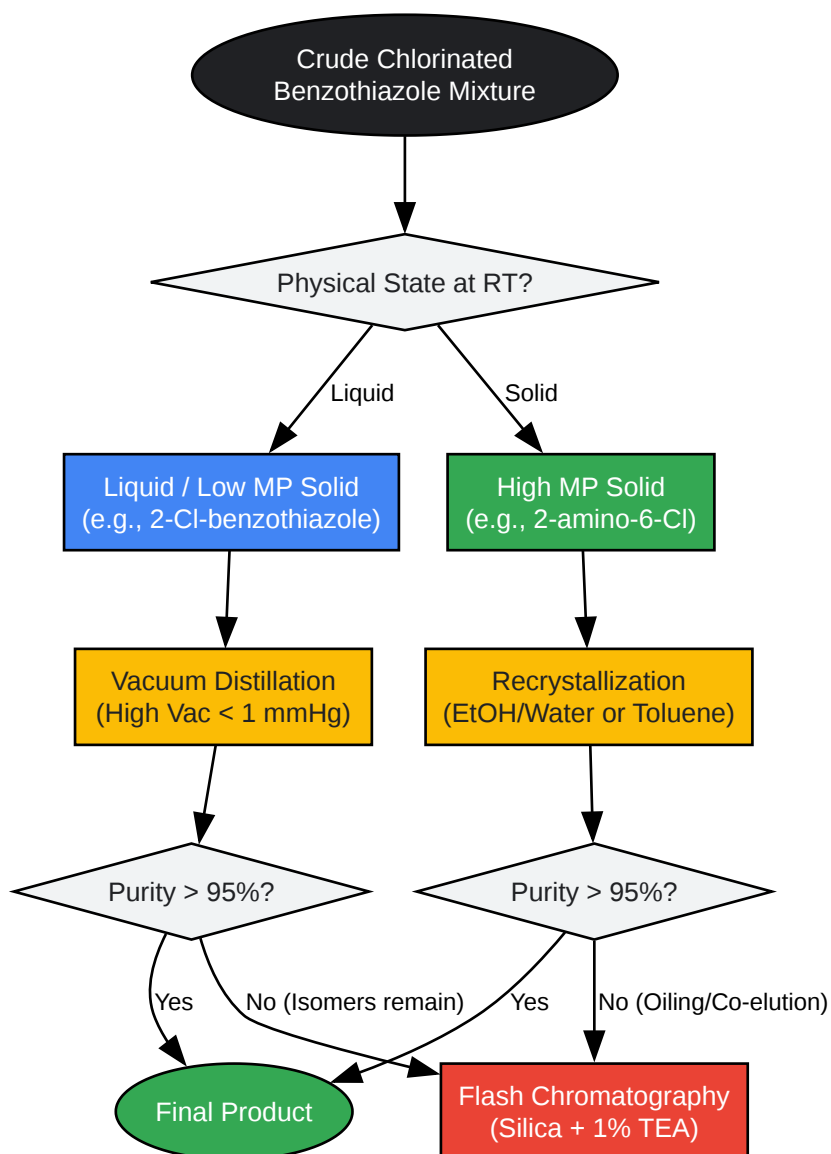 Crude Chlorinated
Benzothiazole Mixture
Physical State at RT?
Liquid
Solid
Liquid / Low MP Solid
(e.g., 2-Cl-benzothiazole)
High MP Solid
(e.g., 2-amino-6-Cl)
Vacuum Distillation
(High Vac < 1 mmHg)
Recrystallization
(EtOH/Water or Toluene)
Purity > 95%?
Purity > 95%?
Yes
No (Isomers remain)
Yes
No (Oiling/Co-elution)
Final Product
Flash Chromatography
(Silica + 1% TEA)